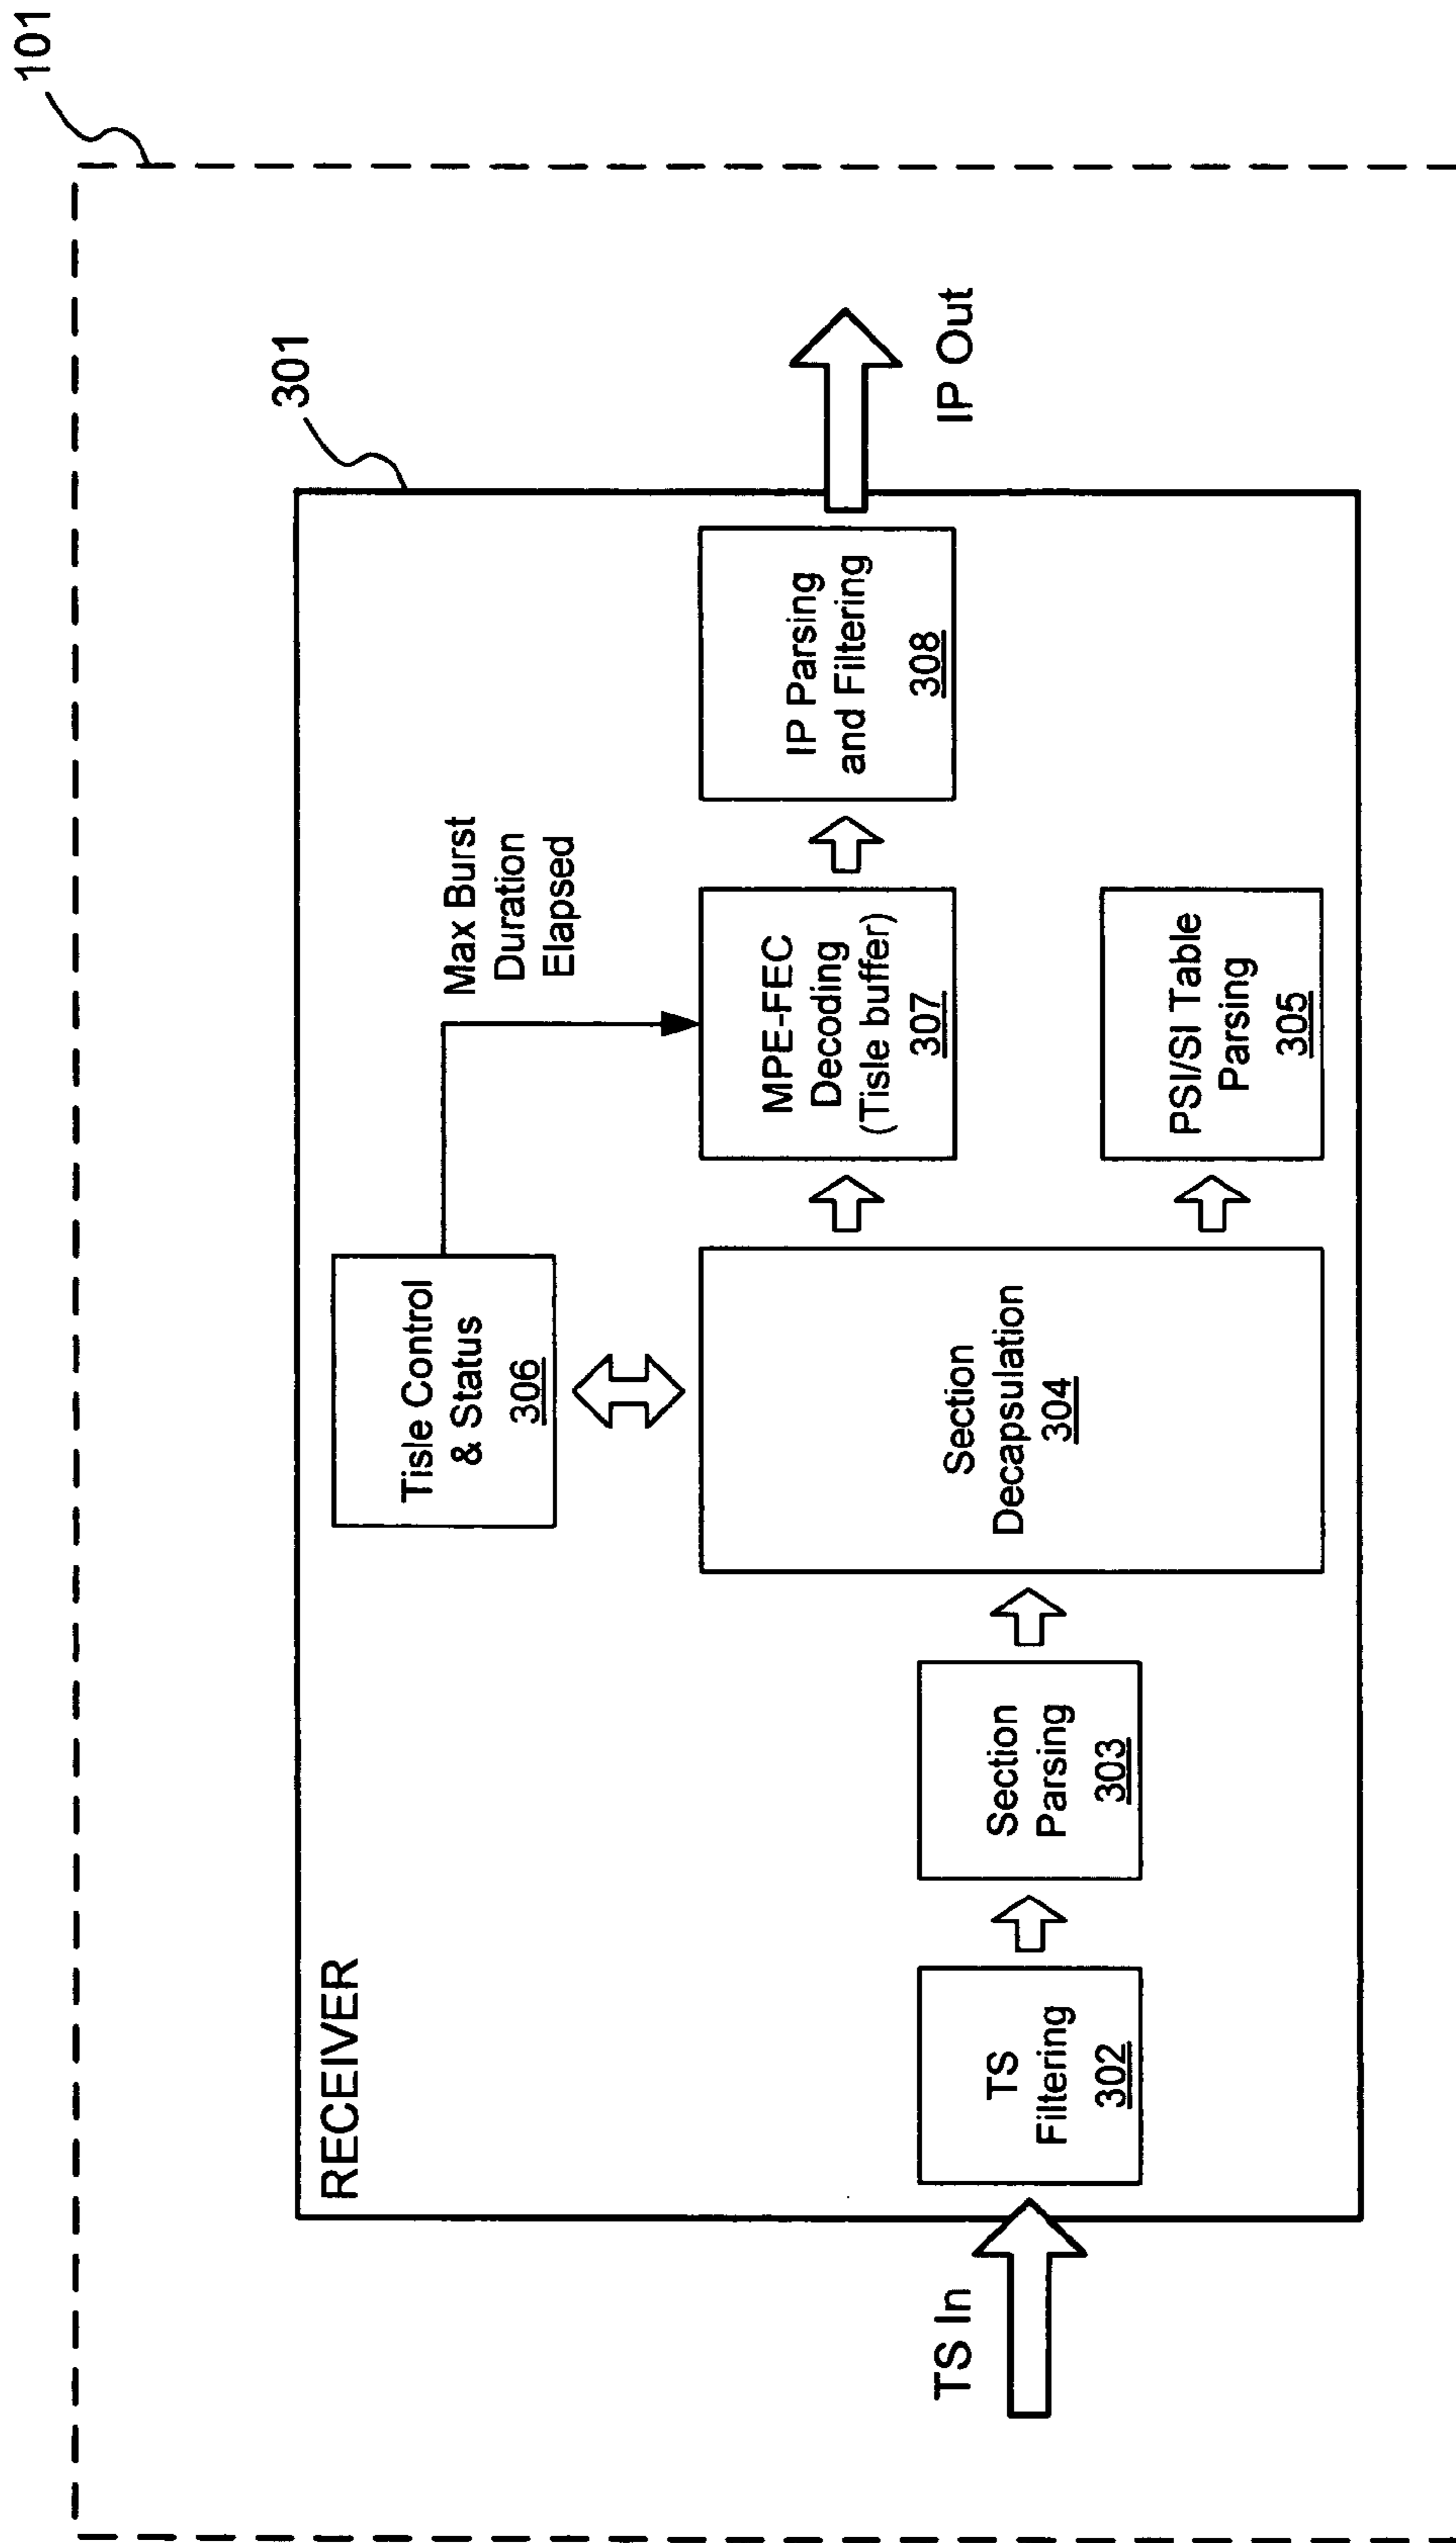 101
301
RECEIVER
TS In
TS
Filtering
302
Section
Parsing
303
Section
Decapsulation
304
Tisle Control
& Status
306
Max Burst
Duration
Elapsed
MPE-FEC
Decoding
(Tisle buffer)
307
PSI/SI Table
Parsing
305
IP Parsing
and Filtering
308
IP Out